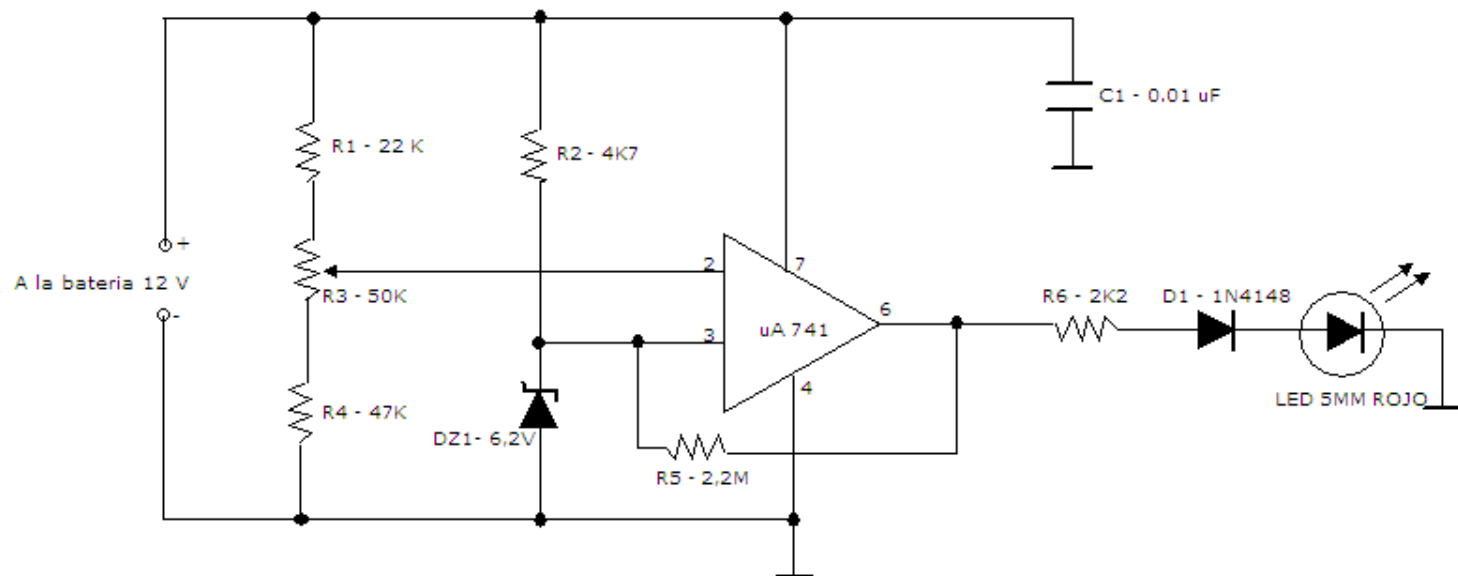 C1 - 0.01 uF
R1 - 22 K
R2 - 4K7
+
A la bateria 12 V
-
R3 - 50K
2
7
3
uA 741
6
4
R6 - 2K2
D1 - 1N4148
LED 5MM ROJO
R4 - 47K
DZ1- 6,2V
R5 - 2,2M